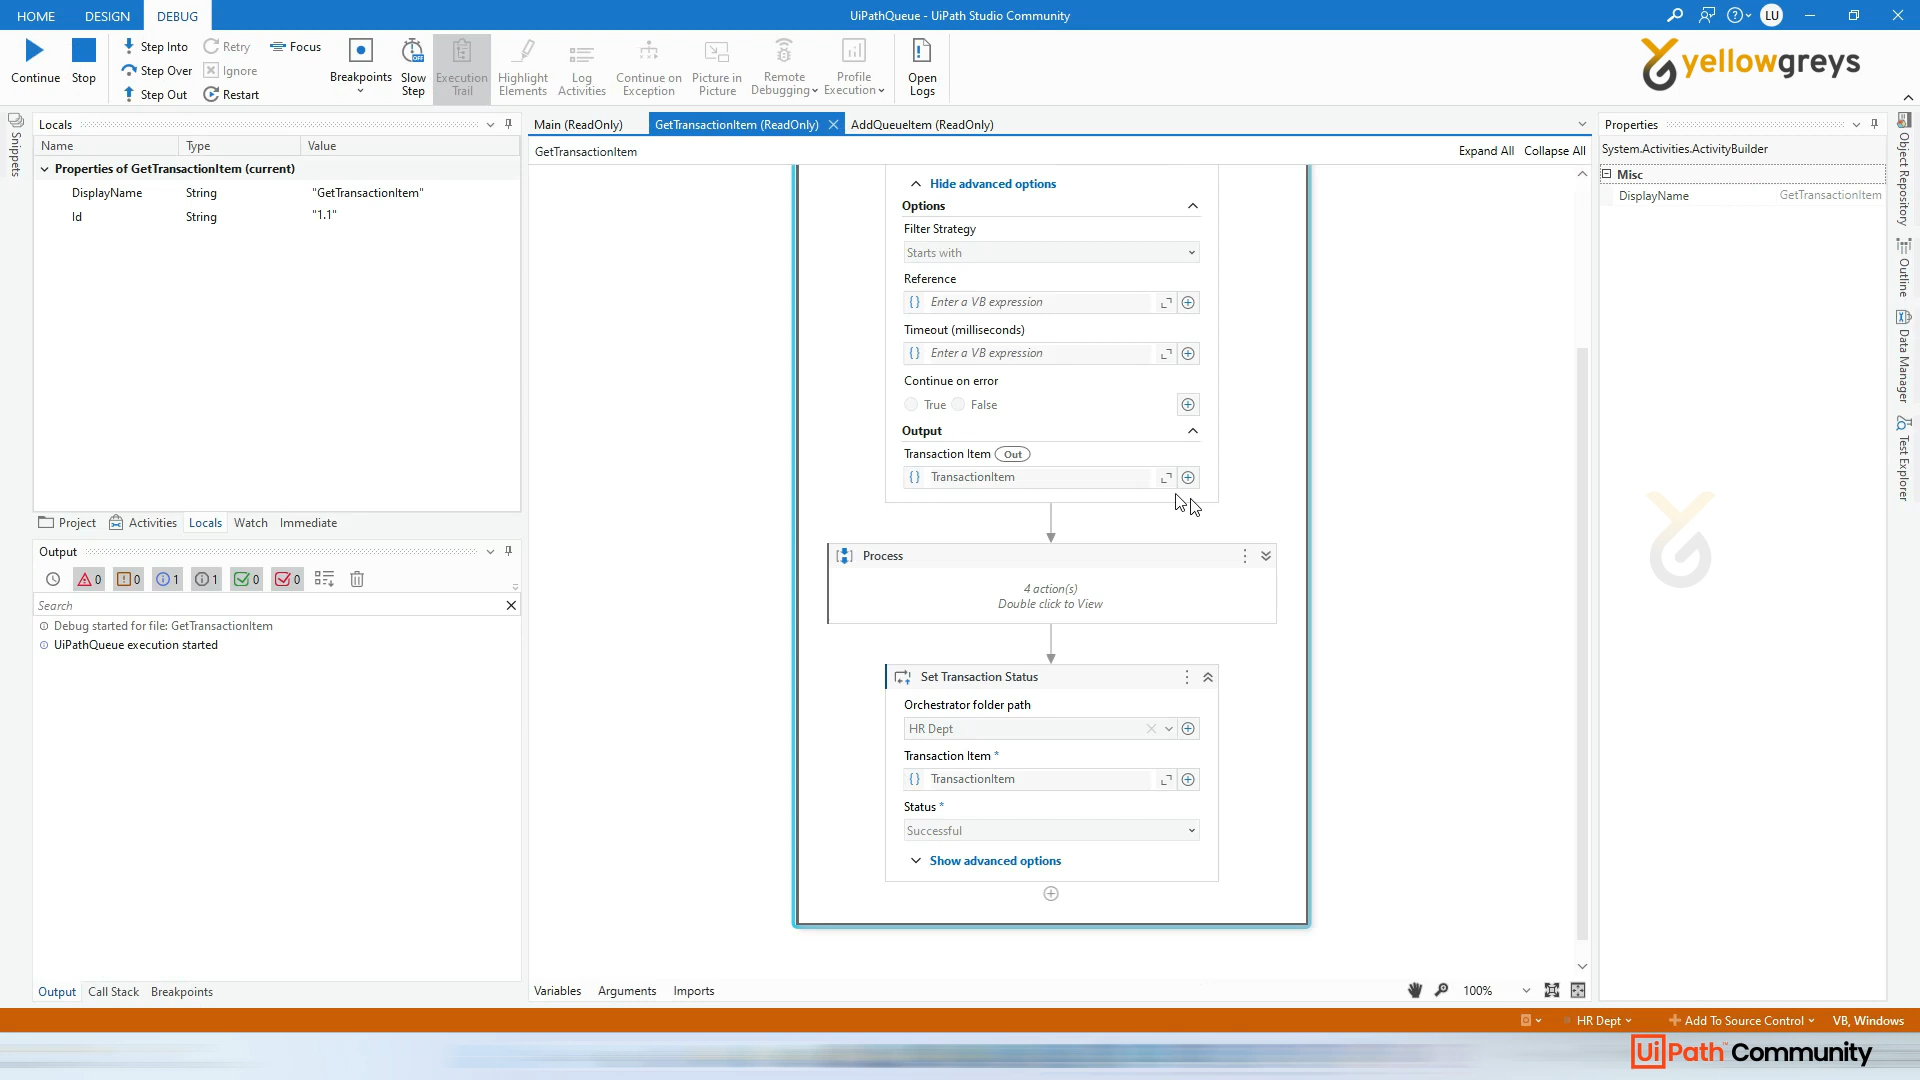 HOME DESIGN DEBUG
UiPathQueue - UiPath Studio Community
LU
Continue
Stop
Step Into
Step Over
Step Out
Retry
Ignore
Restart
Focus
Breakpoints
Slow Step
Execution Trail
Highlight Elements
Log Activities
Continue on Exception
Picture in Picture
Remote Debugging
Profile Execution
Open Logs
yellowgreys
Snippets
Locals
Name Type Value
Properties of GetTransactionItem (current)
DisplayName String "GetTransactionItem"
Id String "1.1"
Project Activities Locals Watch Immediate
Output
0 0 1 1 0 0
Search
Debug started for file: GetTransactionItem
UiPathQueue execution started
Output Call Stack Breakpoints
Main (ReadOnly) GetTransactionItem (ReadOnly) AddQueueItem (ReadOnly)
GetTransactionItem
Expand All Collapse All
Hide advanced options
Options
Filter Strategy
Starts with
Reference
Enter a VB expression
Timeout (milliseconds)
Enter a VB expression
Continue on error
True False
Output
Transaction Item Out
TransactionItem
Process
4 action(s)
Double click to View
Set Transaction Status
Orchestrator folder path
HR Dept
Transaction Item *
TransactionItem
Status *
Successful
Show advanced options
Variables Arguments Imports
100%
Properties
System.Activities.ActivityBuilder
Misc
DisplayName GetTransactionItem
Object Repository
Outline
Data Manager
Test Explorer
HR Dept Add To Source Control VB, Windows
UiPath™ Community